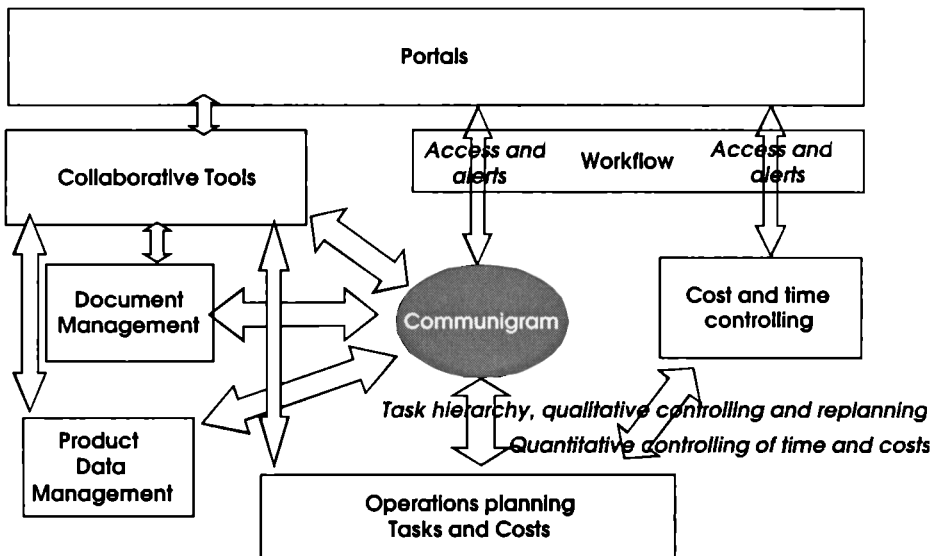 Portals
Access and
alerts
Workflow
Access and
alerts
Collaborative Tools
Document
Management
Communigram
Cost and time
controlling
Task hierarchy, qualitative controlling and replanning
Quantitative controlling of time and costs
Product
Data
Management
Operations planning
Tasks and Costs